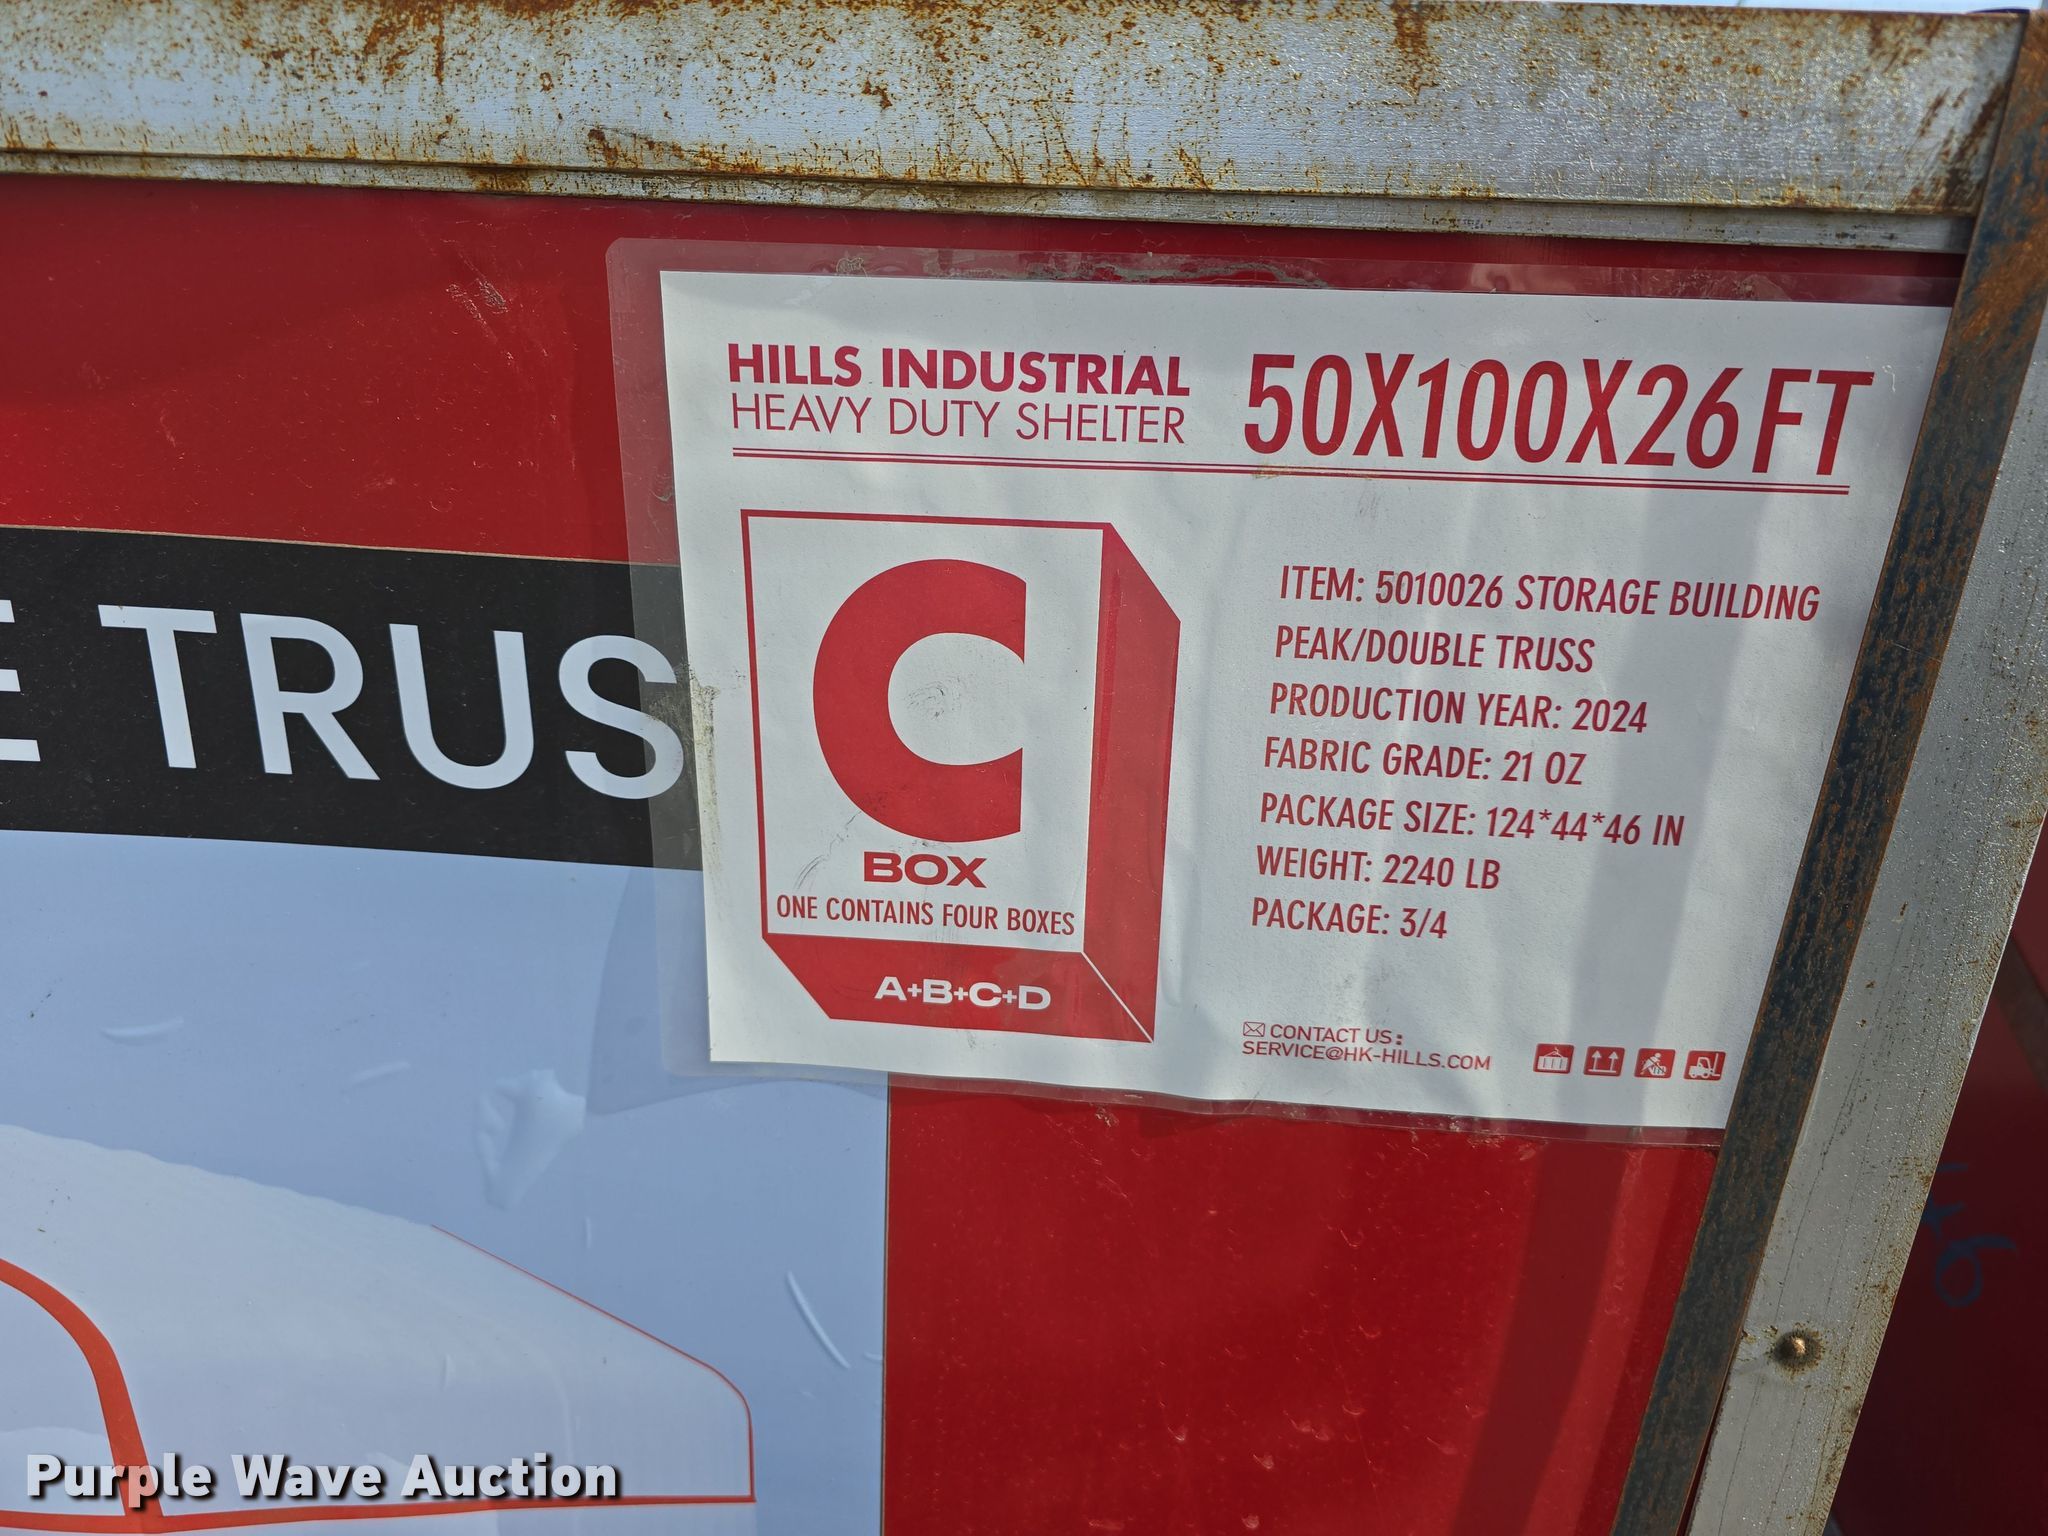 HILLS INDUSTRIAL
HEAVY DUTY SHELTER
50X100X26FT
E TRUS
C
BOX
ONE CONTAINS FOUR BOXES
A+B+C+D
ITEM: 5010026 STORAGE BUILDING
PEAK/DOUBLE TRUSS
PRODUCTION YEAR: 2024
FABRIC GRADE: 21 OZ
PACKAGE SIZE: 124*44*46 IN
WEIGHT: 2240 LB
PACKAGE: 3/4
CONTACT US:
SERVICE@HK-HILLS.COM
Purple Wave Auction